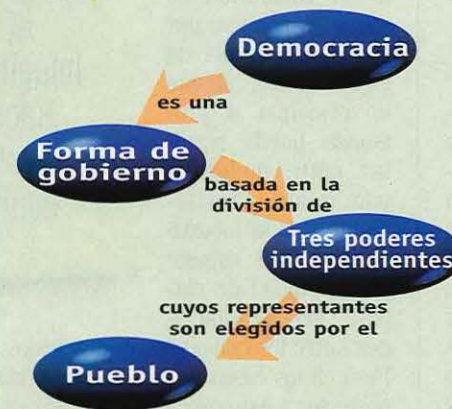 Democracia
es una
Forma de
gobierno
basada en la
división de
Tres poderes
independientes
cuyos representantes
son elegidos por el
Pueblo